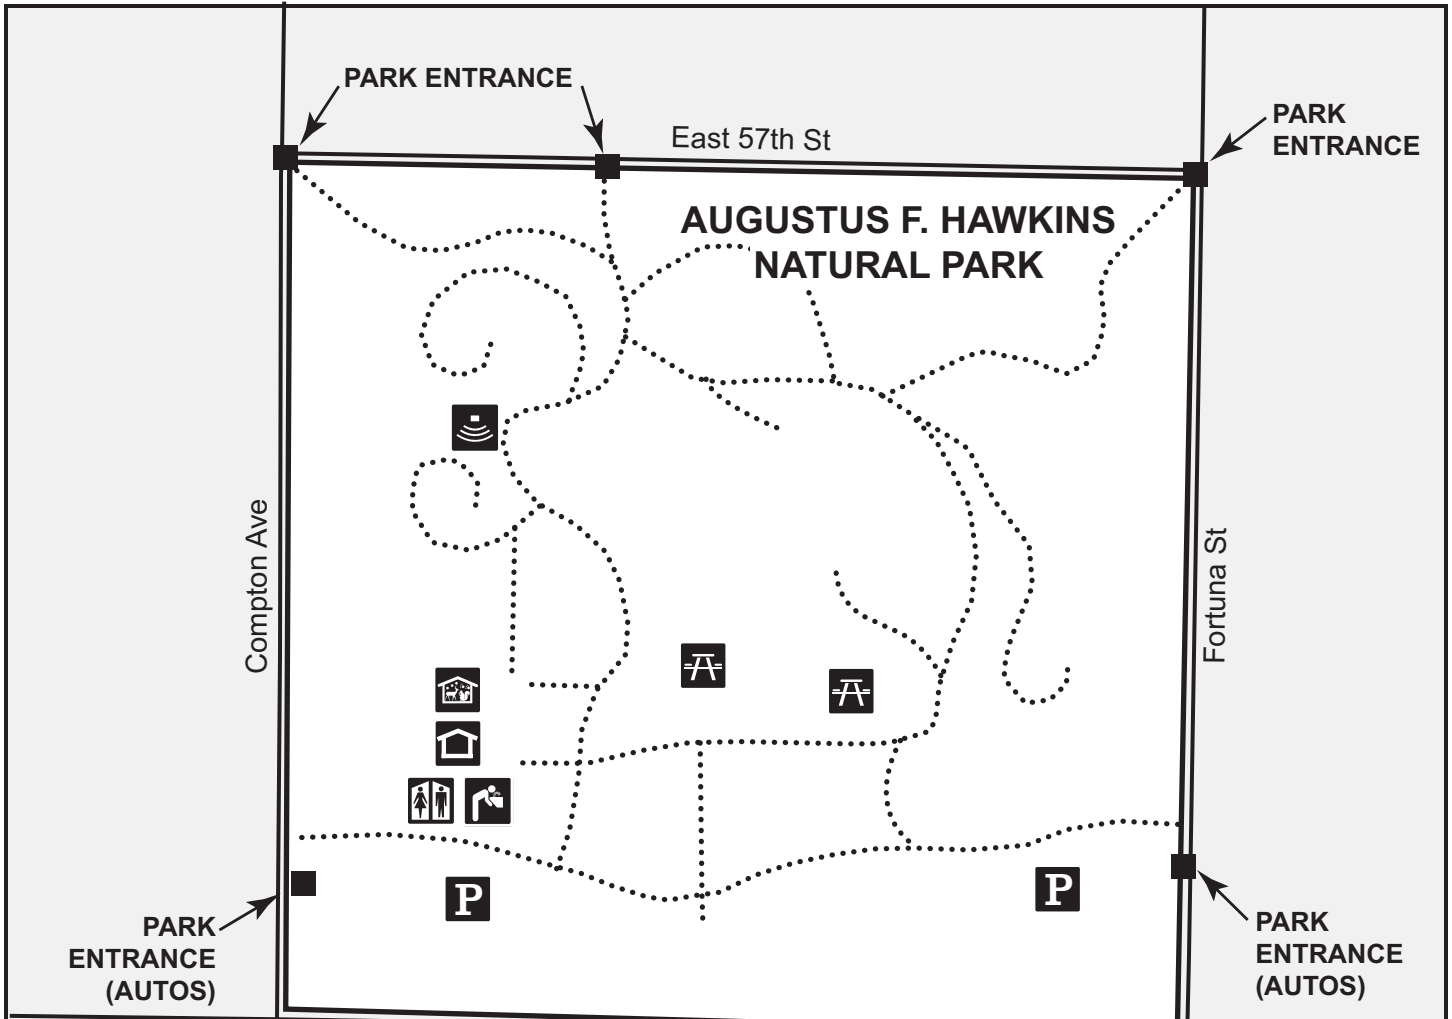 PARK ENTRANCE
East 57th St
PARK
ENTRANCE
AUGUSTUS F. HAWKINS
NATURAL PARK
Compton Ave
Fortuna St
P
P
PARK
ENTRANCE
(AUTOS)
PARK
ENTRANCE
(AUTOS)